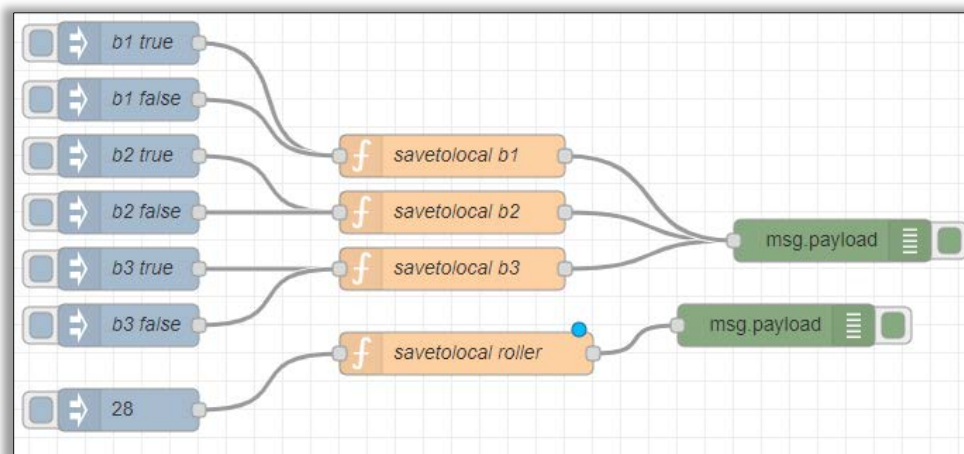 b1 true
b1 false
b2 true
b2 false
b3 true
b3 false
28
savetolocal b1
savetolocal b2
savetolocal b3
savetolocal roller
msg.payload
msg.payload